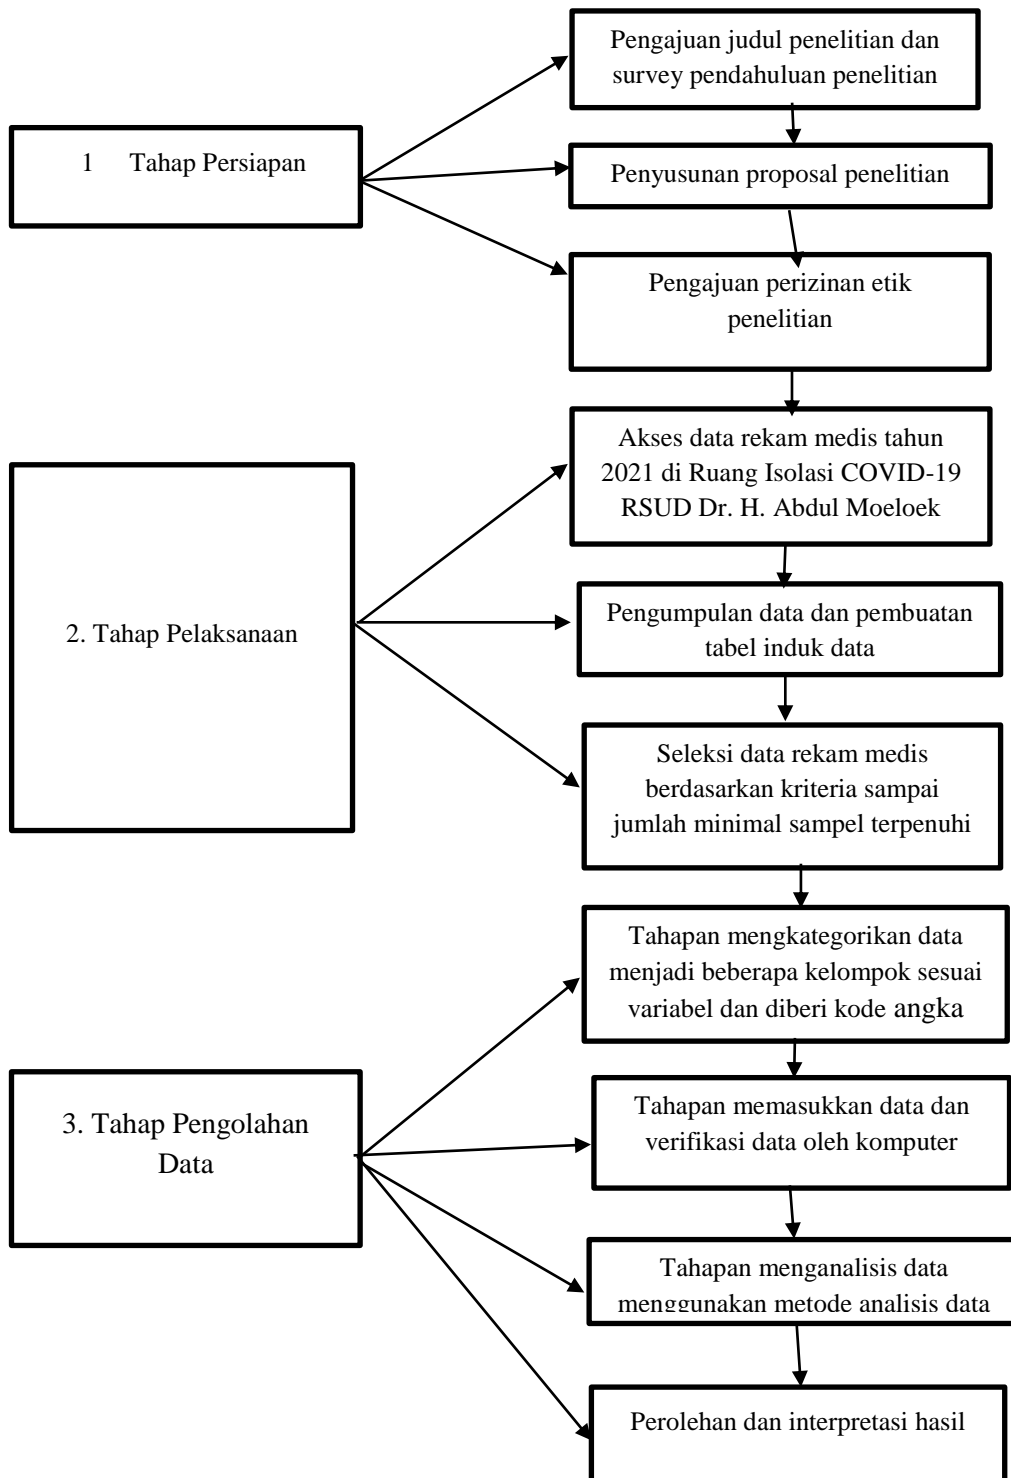 Pengajuan judul penelitian dan
survey pendahuluan penelitian
1 Tahap Persiapan
Penyusunan proposal penelitian
Pengajuan perizinan etik
penelitian
Akses data rekam medis tahun
2021 di Ruang Isolasi COVID-19
RSUD Dr. H. Abdul Moeloek
2. Tahap Pelaksanaan
Pengumpulan data dan pembuatan
tabel induk data
Seleksi data rekam medis
berdasarkan kriteria sampai
jumlah minimal sampel terpenuhi
Tahapan mengkategorikan data
menjadi beberapa kelompok sesuai
variabel dan diberi kode angka
3. Tahap Pengolahan
Data
Tahapan memasukkan data dan
verifikasi data oleh komputer
Tahapan menganalisis data
menggunakan metode analisis data
Perolehan dan interpretasi hasil